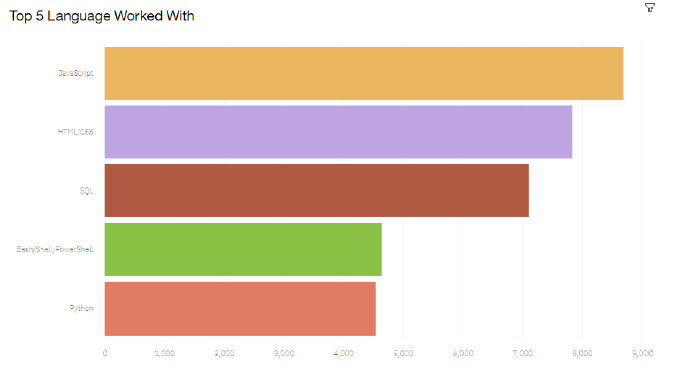 Top 5 Language Worked With
JavaScript
HTML/CSS
SQL
Bash/Shell/PowerShell
Python
0 1,000 2,000 3,000 4,000 5,000 6,000 7,000 8,000 9,000